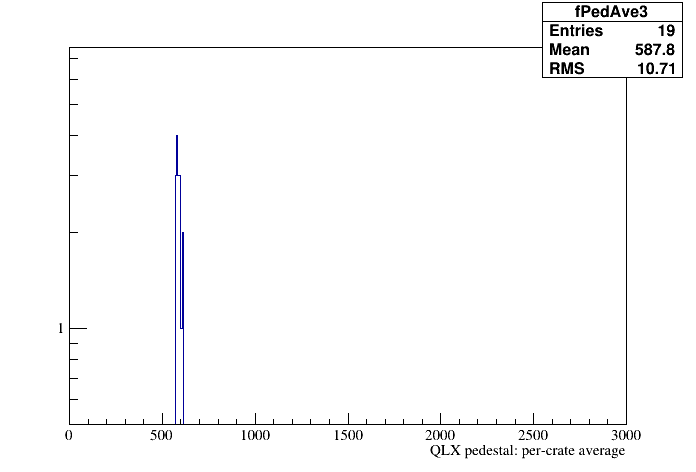 fPedAve3
Entries 19
Mean 587.8
RMS 10.71
1
0 500 1000 1500 2000 2500 3000
QLX pedestal: per-crate average